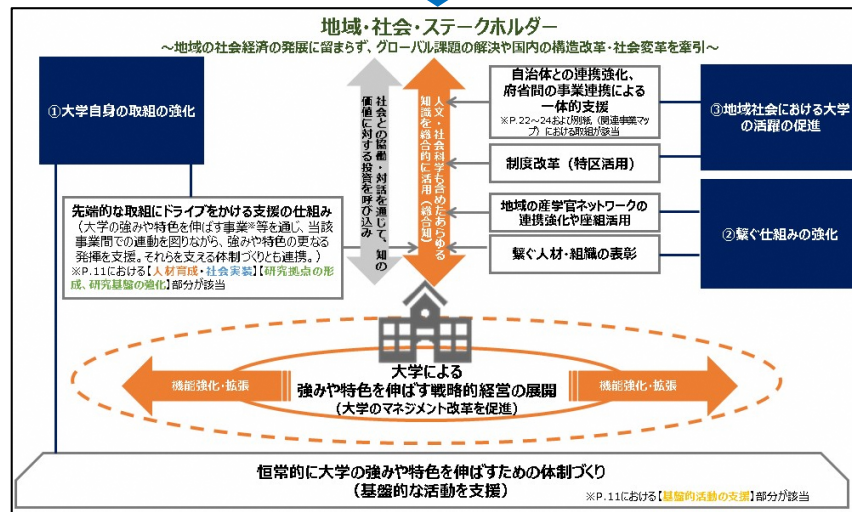 地域・社会・ステークホルダー
～地域の社会経済の発展に留まらず、グローバル課題の解決や国内の構造改革・社会変革を牽引～
①大学自身の取組の強化
先端的な取組にドライブをかける支援の仕組み
（大学の強みや特色を伸ばす事業※等を通じ、当該
事業間での連動を図りながら、強みや特色の更なる
発揮を支援。それらを支える体制づくりとも連携。）
※P.11における【人材育成・社会実装】【研究拠点の形
成、研究基盤の強化】部分が該当
社会との協働・対話を通じて、知の
価値に対する投資を呼び込み
人文・社会科学も含めたあらゆる
知識を総合的に活用（総合知）
自治体との連携強化、
府省間の事業連携による
一体的支援
※P.22～24および別紙（関連事業マッ
プ）における取組が該当
制度改革（特区活用）
③地域社会における大学
の活躍の促進
地域の産学官ネットワークの
連携強化や座組活用
繋ぐ人材・組織の表彰
②繋ぐ仕組みの強化
機能強化・拡張
大学による
強みや特色を伸ばす戦略的経営の展開
（大学のマネジメント改革を促進）
機能強化・拡張
恒常的に大学の強みや特色を伸ばすための体制づくり
（基盤的な活動を支援）
※P.11における【基盤的活動の支援】部分が該当